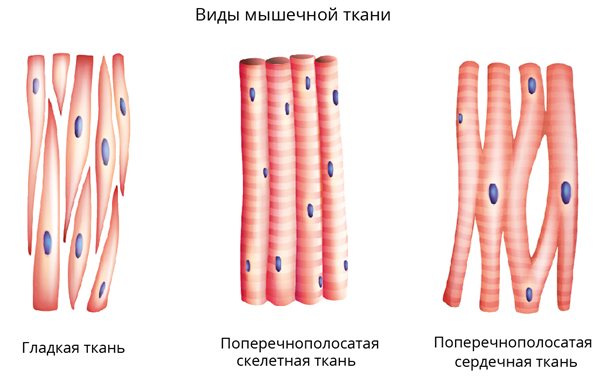 Виды мышечной ткани
Гладкая ткань
Поперечнополосатая
скелетная ткань
Поперечнополосатая
сердечная ткань